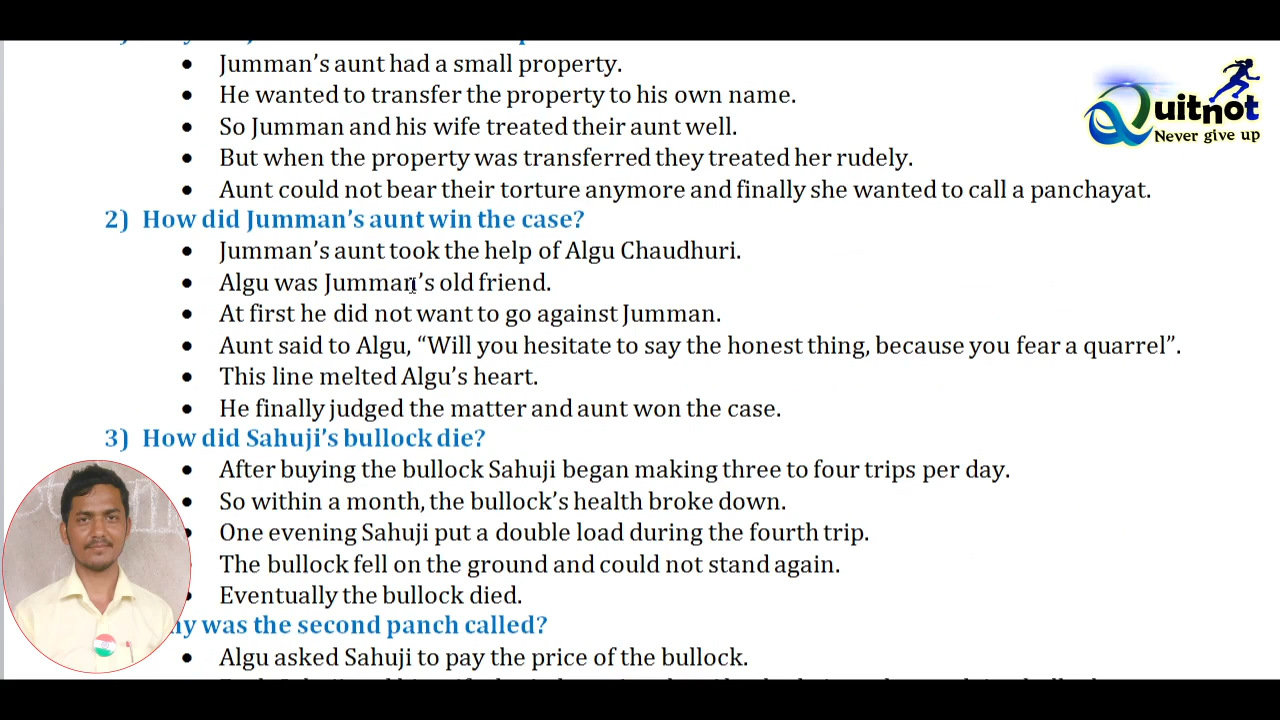 Jumman's aunt had a small property.
He wanted to transfer the property to his own name.
So Jumman and his wife treated their aunt well.
But when the property was transferred they treated her rudely.
Aunt could not bear their torture anymore and finally she wanted to call a panchayat.
2) How did Jumman's aunt win the case?
Jumman's aunt took the help of Algu Chaudhuri.
Algu was Jumman's old friend.
At first he did not want to go against Jumman.
Aunt said to Algu, “Will you hesitate to say the honest thing, because you fear a quarrel”.
This line melted Algu's heart.
He finally judged the matter and aunt won the case.
3) How did Sahuji's bullock die?
After buying the bullock Sahuji began making three to four trips per day.
So within a month, the bullock's health broke down.
One evening Sahuji put a double load during the fourth trip.
The bullock fell on the ground and could not stand again.
Eventually the bullock died.
was the second panch called?
Algu asked Sahuji to pay the price of the bullock.
Quitnot
Never give up